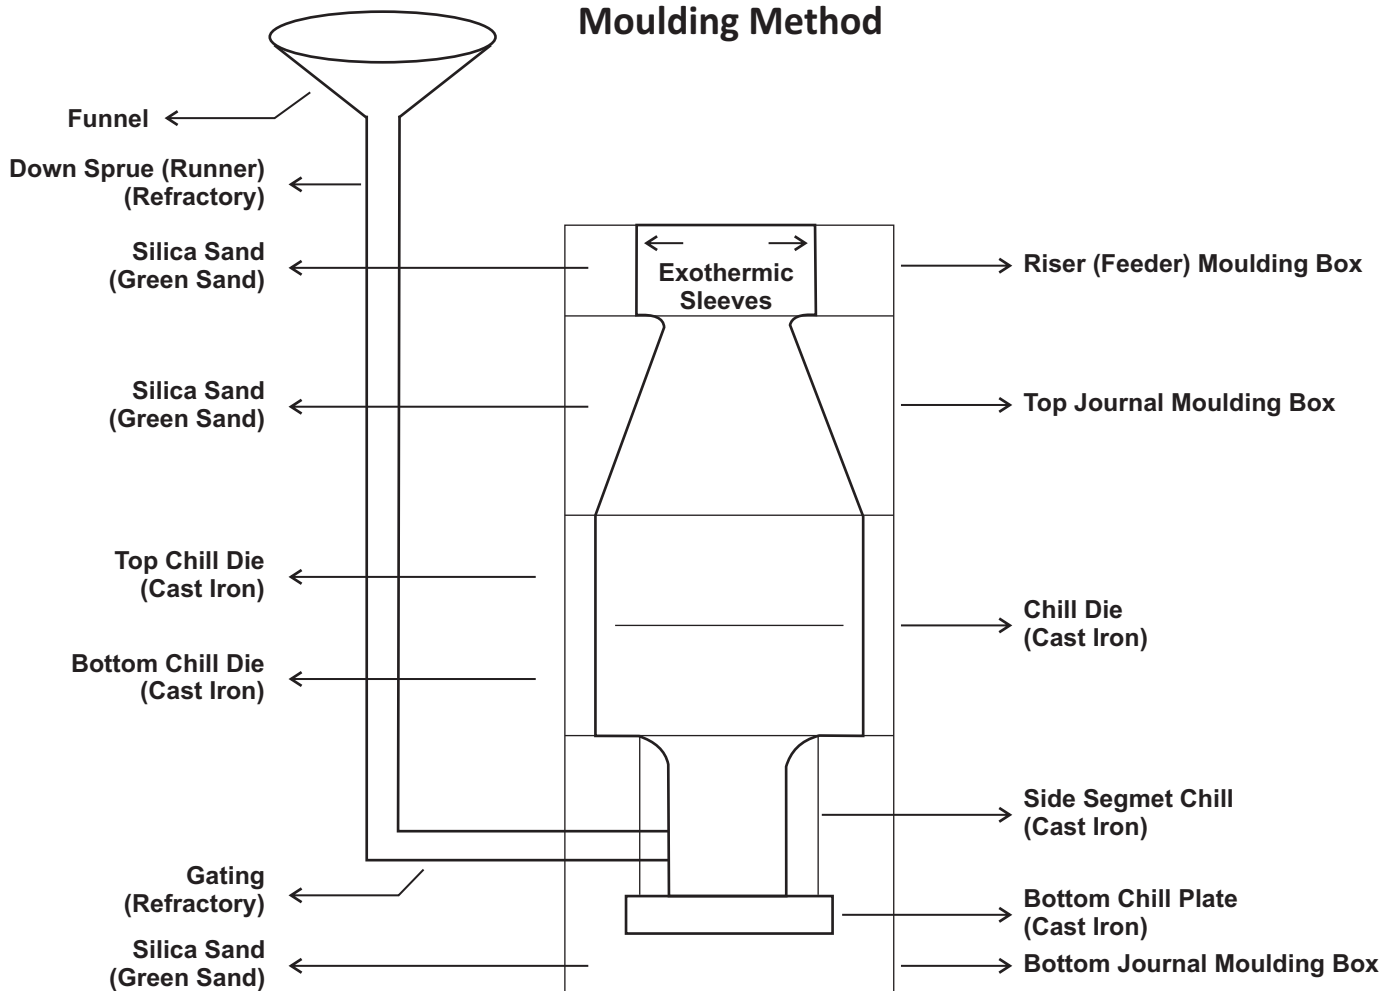 Moulding Method
Funnel
Down Sprue (Runner)
(Refractory)
Silica Sand
(Green Sand)
Exothermic
Sleeves
Riser (Feeder) Moulding Box
Silica Sand
(Green Sand)
Top Journal Moulding Box
Top Chill Die
(Cast Iron)
Chill Die
(Cast Iron)
Bottom Chill Die
(Cast Iron)
Side Segmet Chill
(Cast Iron)
Gating
(Refractory)
Bottom Chill Plate
(Cast Iron)
Silica Sand
(Green Sand)
Bottom Journal Moulding Box